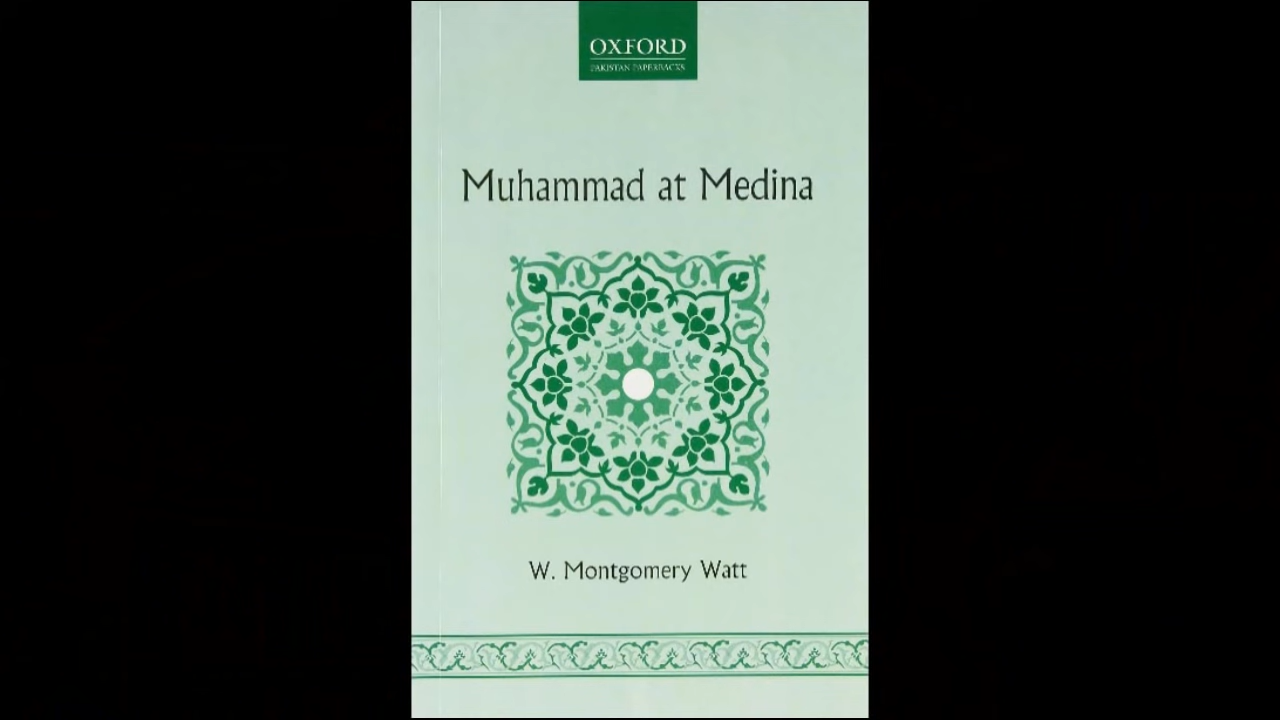 OXFORD
PAKISTAN PAPERBACKS
Muhammad at Medina
W. Montgomery Watt